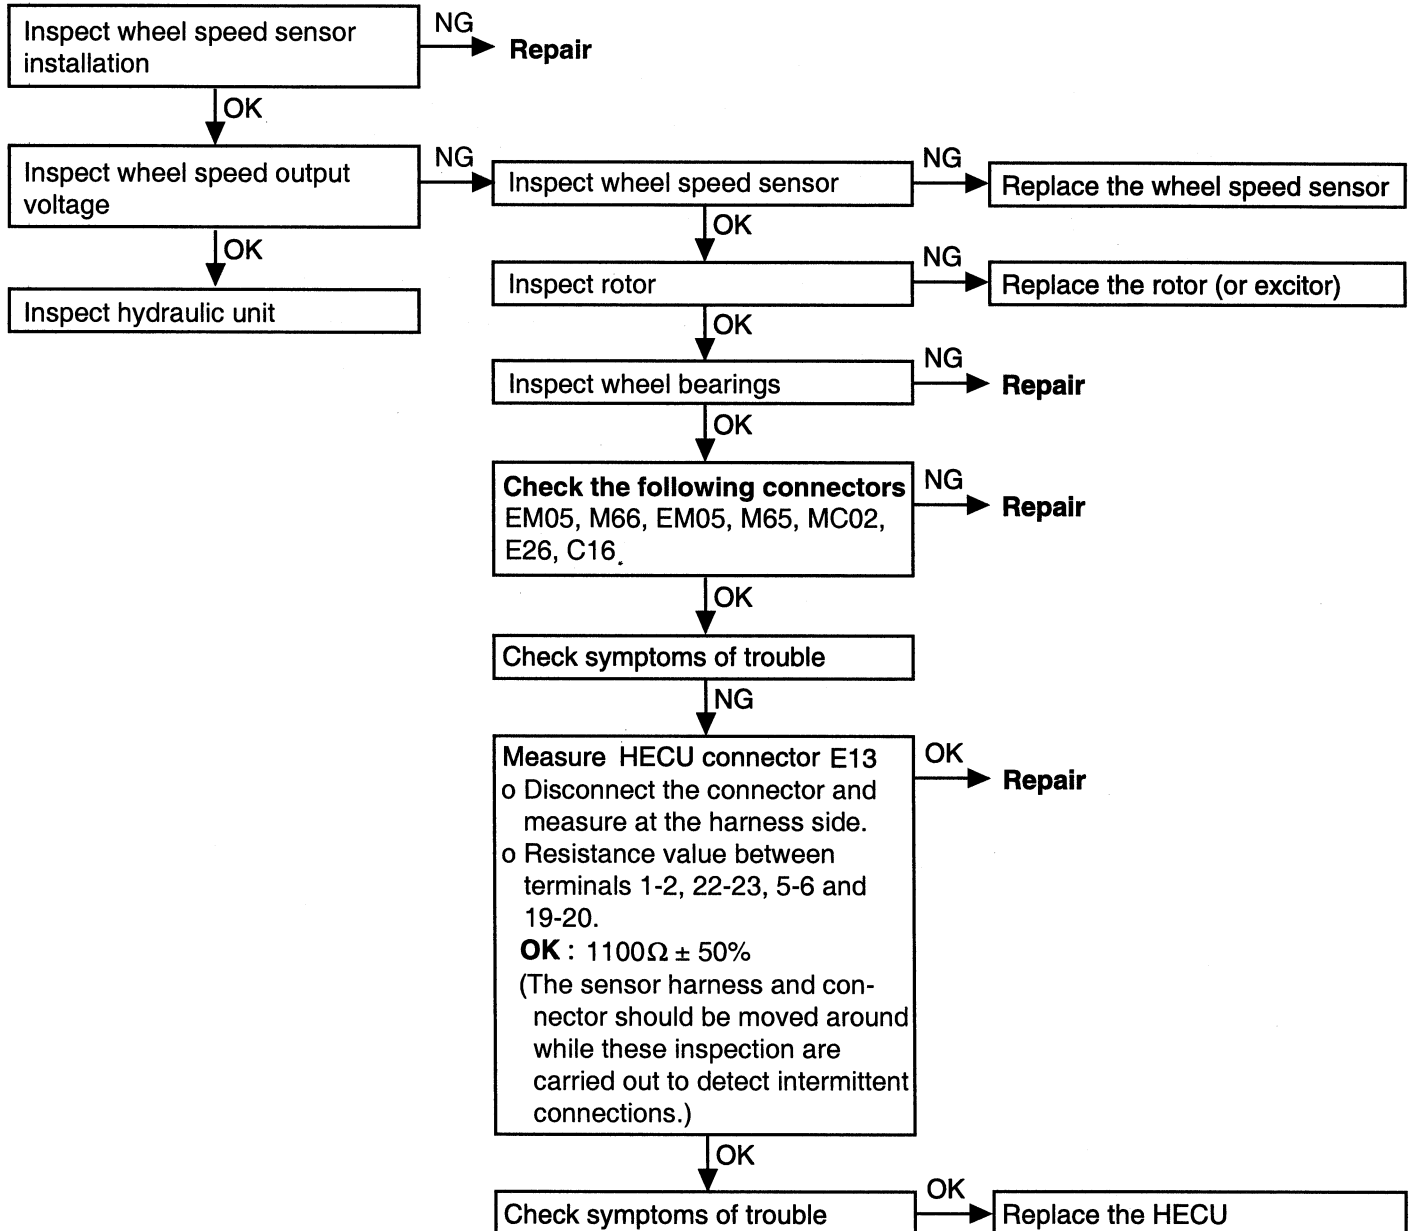 Inspect wheel speed sensor
installation
NG
Repair
OK
Inspect wheel speed output
voltage
NG
Inspect wheel speed sensor
NG
Replace the wheel speed sensor
OK
OK
Inspect hydraulic unit
Inspect rotor
NG
Replace the rotor (or excitor)
OK
Inspect wheel bearings
NG
Repair
OK
Check the following connectors
EM05, M66, EM05, M65, MC02,
E26, C16.
NG
Repair
OK
Check symptoms of trouble
NG
Measure HECU connector E13
o Disconnect the connector and
measure at the harness side.
o Resistance value between
terminals 1-2, 22-23, 5-6 and
19-20.
OK : 1100Ω ± 50%
(The sensor harness and con-
nector should be moved around
while these inspection are
carried out to detect intermittent
connections.)
OK
Repair
OK
Check symptoms of trouble
OK
Replace the HECU